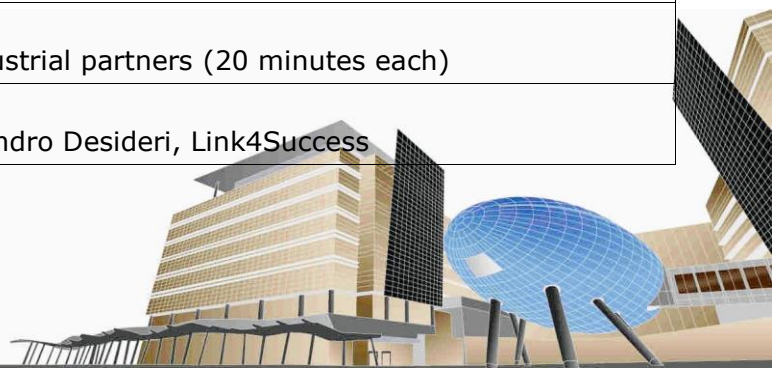 ustrial partners (20 minutes each)
ndro Desideri, Link4Success